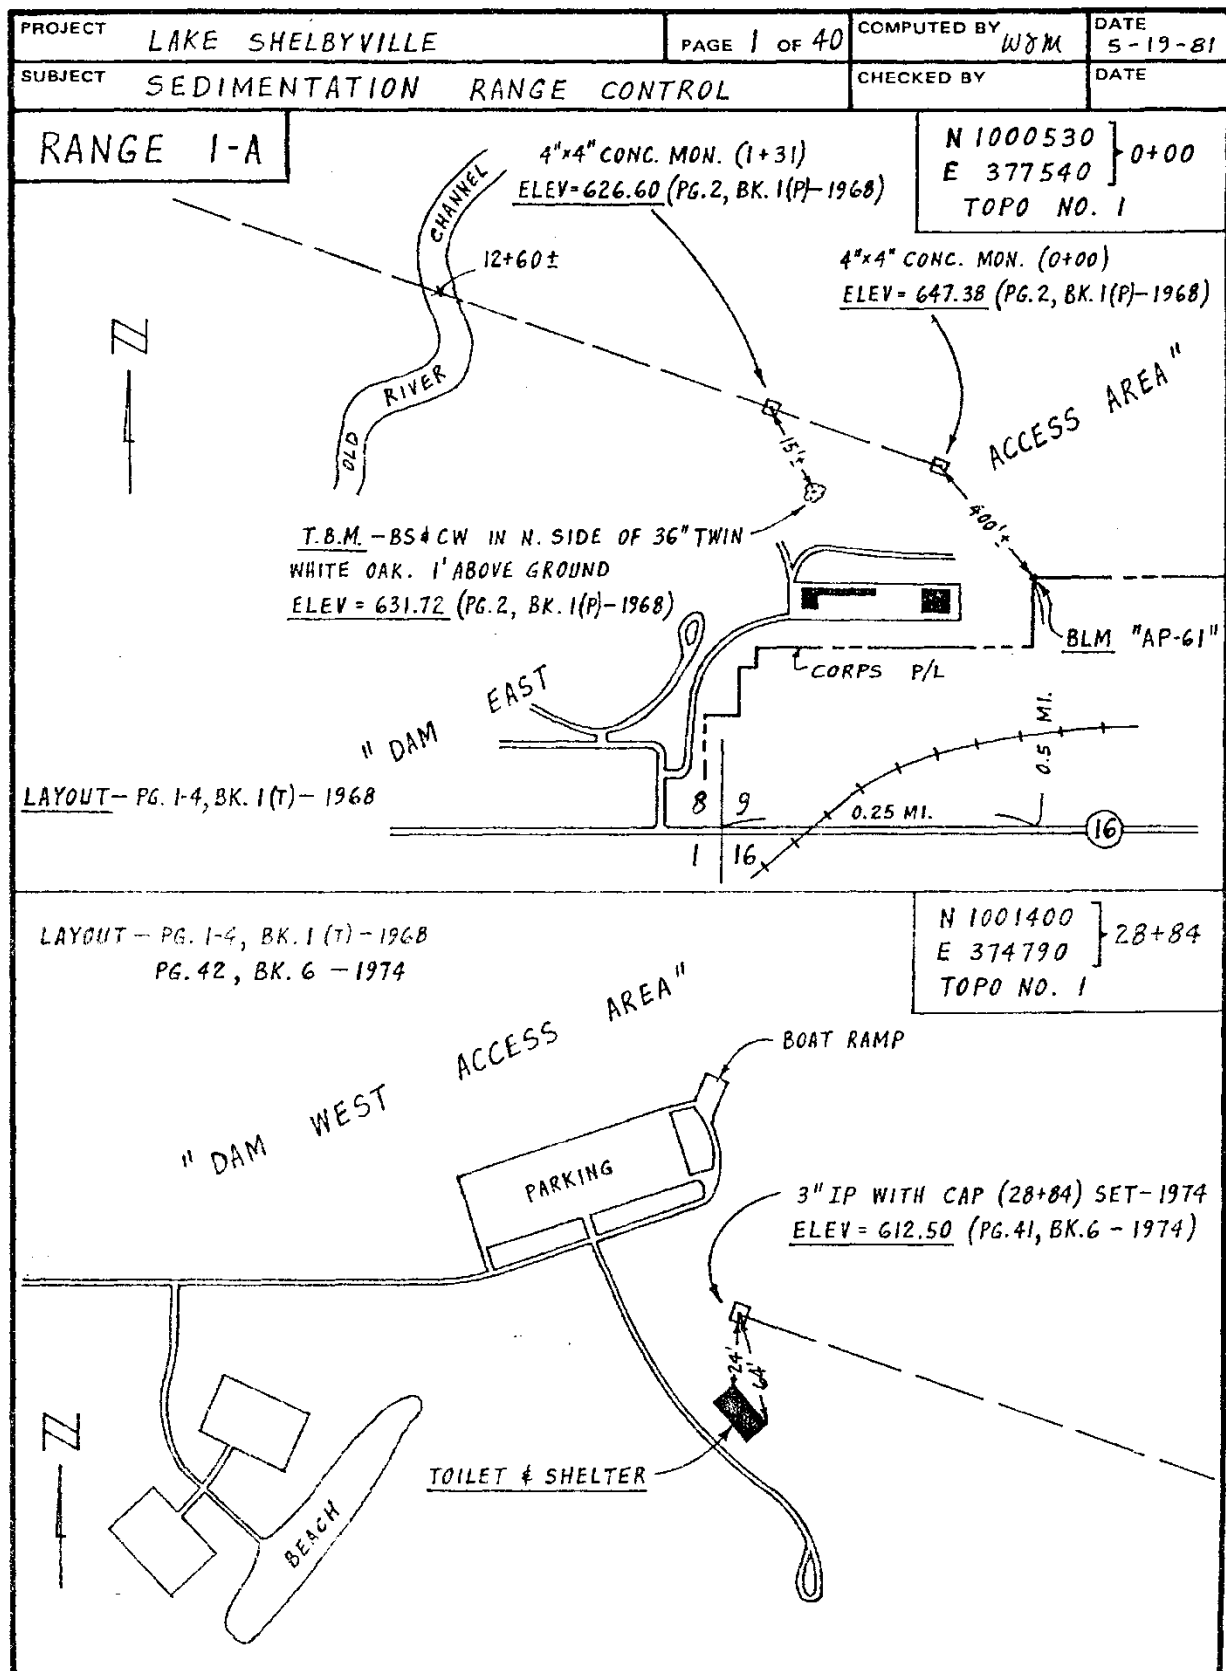 PROJECT LAKE SHELBYVILLE
PAGE 1 OF 40
COMPUTED BY WJM
DATE 5-19-81
SUBJECT SEDIMENTATION RANGE CONTROL
CHECKED BY
DATE
RANGE 1-A
4"x4" CONC. MON. (1+31)
ELEV=626.60 (PG.2, BK.1(P)-1968)
N 1000530
E 377540
0+00
TOPO NO. 1
OLD RIVER CHANNEL
12+60±
4"x4" CONC. MON. (0+00)
ELEV= 647.38 (PG.2, BK.1(P)-1968)
N
15'±
400'±
T.B.M. - BS & CW IN N. SIDE OF 36" TWIN
WHITE OAK. 1' ABOVE GROUND
ELEV = 631.72 (PG.2, BK.1(P)-1968)
BLM "AP-61"
CORPS P/L
" DAM EAST ACCESS AREA"
0.5 MI.
LAYOUT - PG. 1-4, BK. 1(T) - 1968
8 9
0.25 MI.
16
1 16
LAYOUT - PG. 1-4, BK. 1 (T) - 1968
PG. 42, BK. 6 - 1974
N 1001400
E 374790
28+84
TOPO NO. 1
" DAM WEST ACCESS AREA"
BOAT RAMP
PARKING
3" IP WITH CAP (28+84) SET-1974
ELEV = 612.50 (PG.41, BK.6 - 1974)
24'
64'
N
TOILET & SHELTER
BEACH